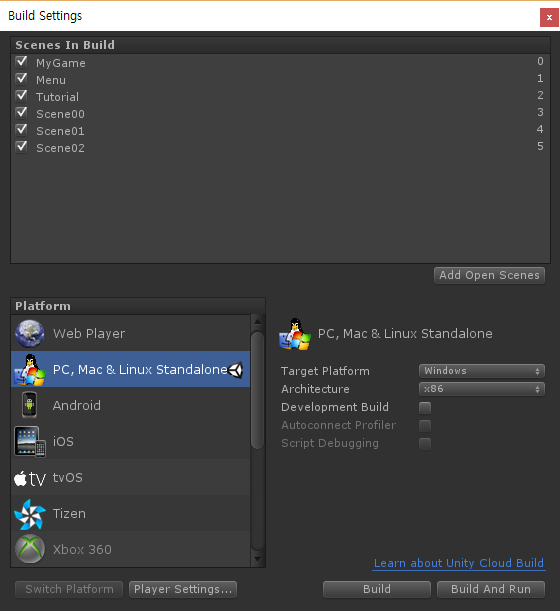 Build Settings
x
Scenes In Build
MyGame 0
Menu 1
Tutorial 2
Scene00 3
Scene01 4
Scene02 5
Add Open Scenes
Platform
Web Player
PC, Mac & Linux Standalone
Android
iOS
tv tvOS
Tizen
Xbox 360
PC, Mac & Linux Standalone
Target Platform Windows
Architecture x86
Development Build
Autoconnect Profiler
Script Debugging
Learn about Unity Cloud Build
Switch Platform Player Settings... Build Build And Run